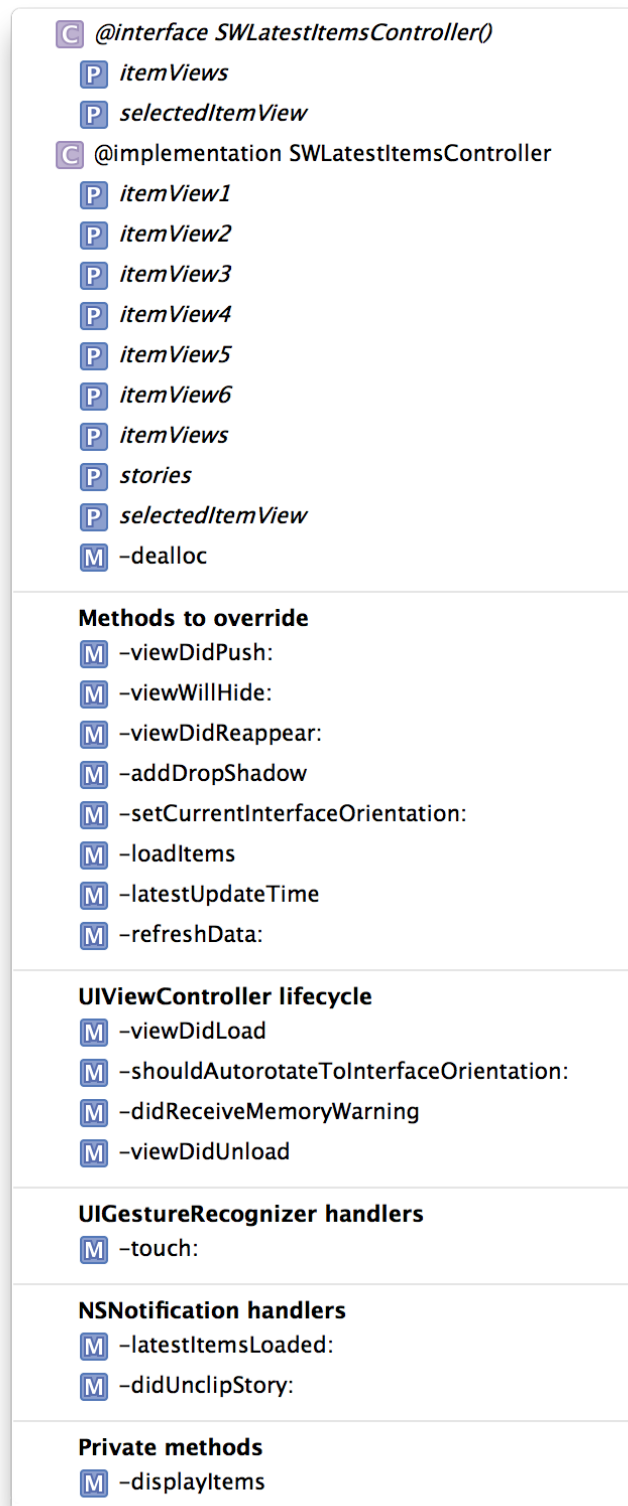 C @interface SWLatestItemsController()
P itemViews
P selectedItemView
C @implementation SWLatestItemsController
P itemView1
P itemView2
P itemView3
P itemView4
P itemView5
P itemView6
P itemViews
P stories
P selectedItemView
M -dealloc
Methods to override
M -viewDidPush:
M -viewWillHide:
M -viewDidReappear:
M -addDropShadow
M -setCurrentInterfaceOrientation:
M -loadItems
M -latestUpdateTime
M -refreshData:
UIViewController lifecycle
M -viewDidLoad
M -shouldAutorotateToInterfaceOrientation:
M -didReceiveMemoryWarning
M -viewDidUnload
UIGestureRecognizer handlers
M -touch:
NSNotification handlers
M -latestItemsLoaded:
M -didUnclipStory:
Private methods
M -displayItems